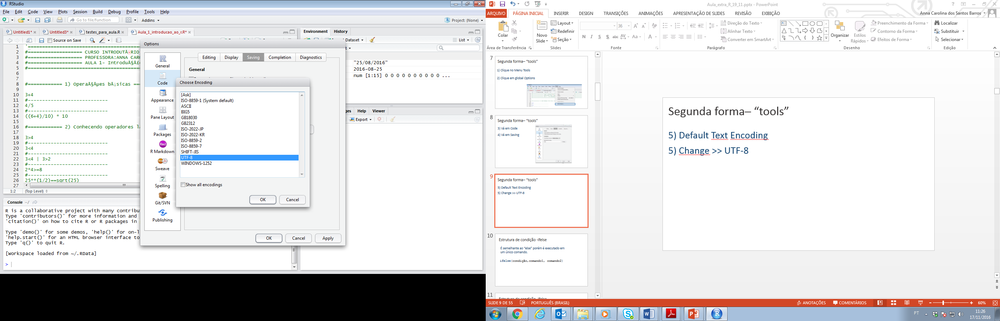 RStudio
File Edit Code View Plots Session Build Debug Profile Tools Help
Go to file/function Addins Project: (None)
Untitled1* Untitled3* testes_para_aula.R Aula_1_introducao_ao_r.R*
Source on Save
1 '=======================================
2 #=================== CURSO INTRODUTÃ
3 #=================== PROFESSORA:ANNA CAR
4 #=================== AULA 1- IntroduÃ§Ã£
5 #=======================================
6
7
8 #============ 1) OperaÃ§Ãµes bÃ¡sicas ==
9
10 3+4
11 #----------------------------
12 4/5
13 #----------------------------
14 ((6+4)/10) * 10
15
16 #============ 2) Conhecendo operadores l
17
18 3>4
19 #----------------------------
20 3<4
21 #----------------------------
22 3<4 | 3>2
23 #----------------------------
24 2*4>=8
25 #----------------------------
26 25**(1/2)==sqrt(25)
27
1:2 (Top Level)
Console ~/
R is a collaborative project with many contribut
Type 'contributors()' for more information and
'citation()' on how to cite R or R packages in
Type 'demo()' for some demos, 'help()' for on-l
'help.start()' for an HTML browser interface to
Type 'q()' to quit R.
[Workspace loaded from ~/.RData]
>
Options
General
Code
Appearance
Pane Layout
Packages
R Markdown
Sweave
Spelling
Git/SVN
Publishing
Editing Display Saving Completion Diagnostics
General
Choose Encoding
[Ask]
ISO-8859-1 (System default)
ASCII
BIG5
GB18030
GB2312
ISO-2022-JP
ISO-2022-KR
ISO-8859-2
ISO-8859-7
SHIFT-JIS
UTF-8
WINDOWS-1252
Show all encodings
OK Cancel
OK Cancel Apply
Environment History
Dataset List
"25/08/2016"
2016-08-25
num [1:15] 0 0 0 0 0 0 0 0 0 0 ...
ges Help Viewer
Export
Aula_extra_R_19_11.pptx - PowerPoint
ARQUIVO PÁGINA INICIAL INSERIR DESIGN TRANSIÇÕES ANIMAÇÕES APRESENTAÇÃO DE SLIDES REVISÃO EXIBIÇÃO Anna Carolina dos Santos Barros
Colar
Área de Transferência
Novo Slide
Layout
Redefinir
Seção
Slides
36
N I S S abc AV Aa A
Fonte
Direção do Texto
Alinhar Texto
Converter em SmartArt
Parágrafo
Organizar
Estilos Rápidos
Preenchimento da Forma
Contorno da Forma
Efeitos de Forma
Desenho
Localizar
Substituir
Selecionar
Edição
7
Segunda forma– “tools”
1) Clique no Menu Tools
2) Clique em global Options
8
Segunda forma– “tools”
3) Vá em Code
4) Vá em Saving
9
Segunda forma– “tools”
5) Default Text Encoding
5) Change >> UTF-8
10
Estrutura de condição -ifelse
É semelhante ao “else” porém é executado em
um único comando.
ifelse(condição,comando1, comando2)
11
Segunda forma– “tools”
5) Default Text Encoding
5) Change >> UTF-8
SLIDE 9 DE 55 PORTUGUÊS (BRASIL) ANOTAÇÕES COMENTÁRIOS 60%
PT 11:26
17/11/2016